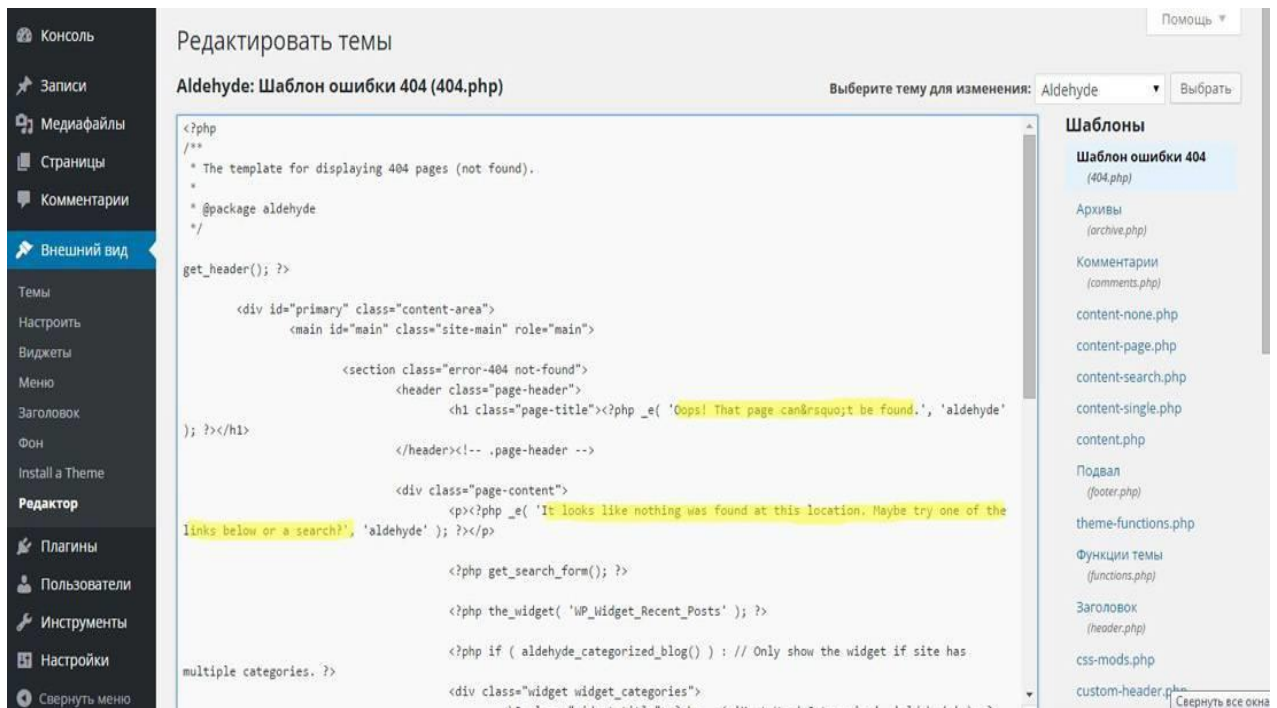 Помощь
Консоль
Записи
Медиафайлы
Страницы
Комментарии
Внешний вид
Темы
Настроить
Виджеты
Меню
Заголовок
Фон
Install a Theme
Редактор
Плагины
Пользователи
Инструменты
Настройки
Свернуть меню
Редактировать темы
Aldehyde: Шаблон ошибки 404 (404.php)
Выберите тему для изменения: Aldehyde Выбрать
<?php
/**
* The template for displaying 404 pages (not found).
*
* @package aldehyde
*/
get_header(); ?>
<div id="primary" class="content-area">
<main id="main" class="site-main" role="main">
<section class="error-404 not-found">
<header class="page-header">
<h1 class="page-title"><?php _e( 'Oops! That page can&rsquo;t be found.', 'aldehyde'
); ?></h1>
</header><!-- .page-header -->
<div class="page-content">
<p><?php _e( 'It looks like nothing was found at this location. Maybe try one of the
links below or a search?', 'aldehyde' ); ?></p>
<?php get_search_form(); ?>
<?php the_widget( 'WP_Widget_Recent_Posts' ); ?>
<?php if ( aldehyde_categorized_blog() ) : // Only show the widget if site has
multiple categories. ?>
<div class="widget widget_categories">
Шаблоны
Шаблон ошибки 404
(404.php)
Архивы
(archive.php)
Комментарии
(comments.php)
content-none.php
content-page.php
content-search.php
content-single.php
content.php
Подвал
(footer.php)
theme-functions.php
Функции темы
(functions.php)
Заголовок
(header.php)
css-mods.php
custom-header.php
Свернуть все окна